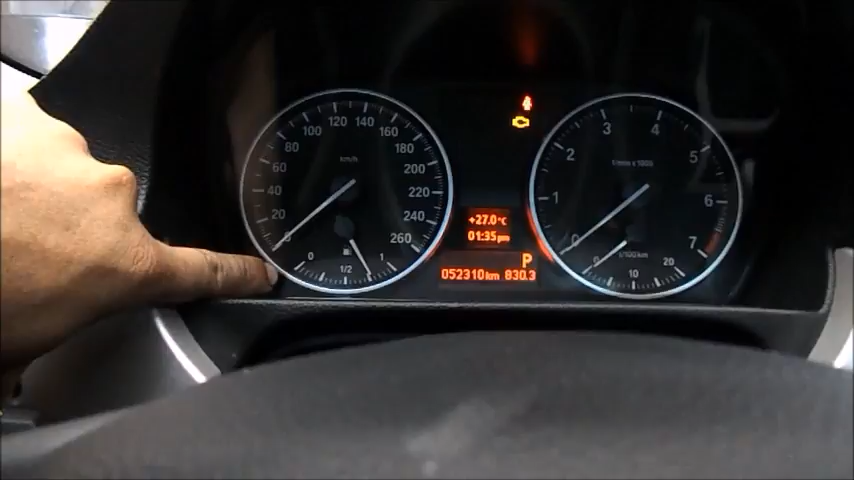 120 140
100 160
80 180
km/h
60 200
40 220
20 240
0 260
1/2 1
3 4
2 5
1/min x 1000
1 6
0 7
l/100km
5 10 20
+27.0°C
01:35pm
P
052310km 830.3